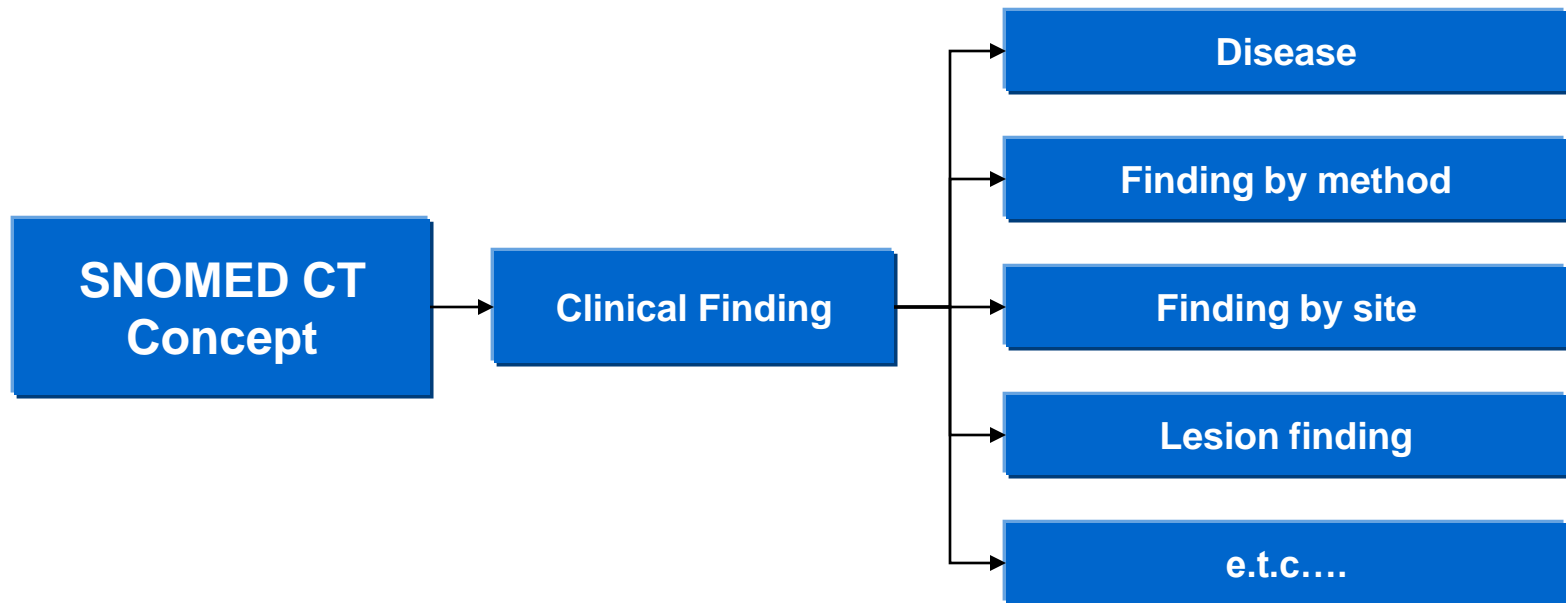 SNOMED CT
Concept
Clinical Finding
Disease
Finding by method
Finding by site
Lesion finding
e.t.c….